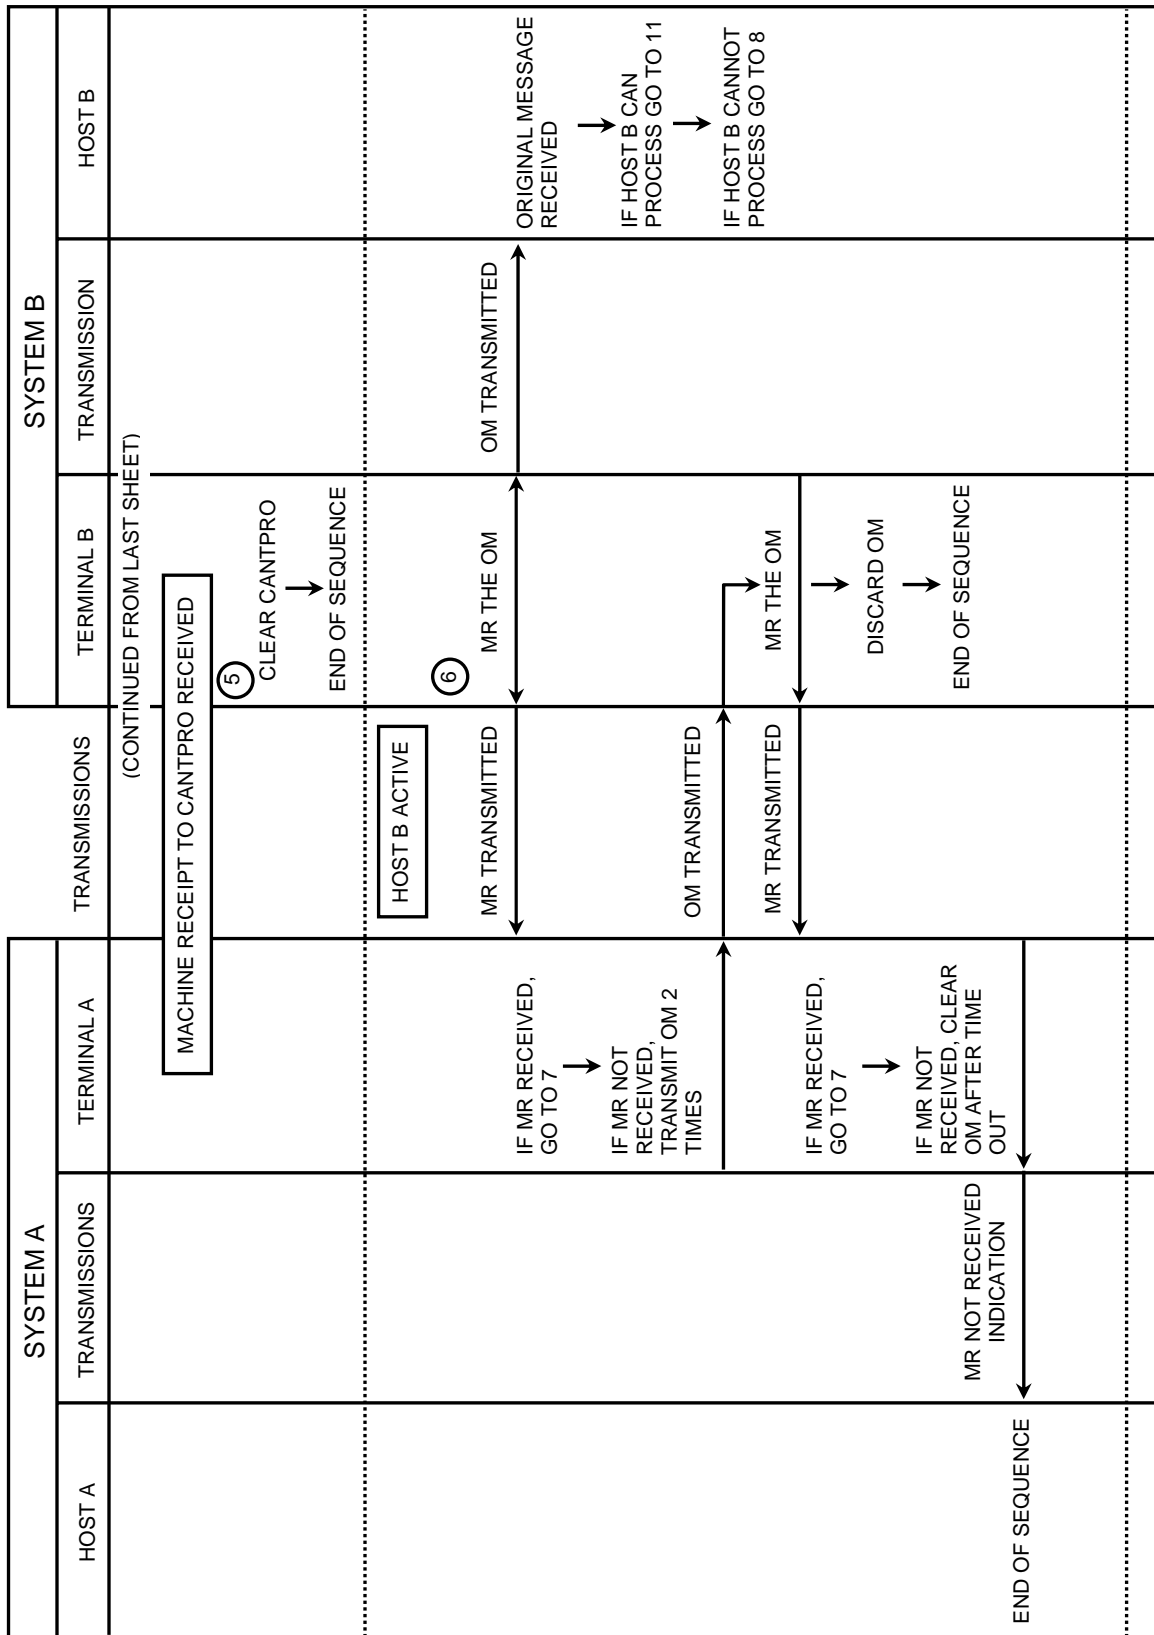 SYSTEM A
TRANSMISSIONS
SYSTEM B
HOST A
TRANSMISSIONS
TERMINAL A
TERMINAL B
TRANSMISSION
HOST B
(CONTINUED FROM LAST SHEET)
MACHINE RECEIPT TO CANTPRO RECEIVED
5
CLEAR CANTPRO
END OF SEQUENCE
HOST B ACTIVE
6
IF MR RECEIVED,
GO TO 7
MR TRANSMITTED
MR THE OM
OM TRANSMITTED
ORIGINAL MESSAGE
RECEIVED
IF HOST B CAN
PROCESS GO TO 11
IF HOST B CANNOT
PROCESS GO TO 8
IF MR NOT
RECEIVED,
TRANSMIT OM 2
TIMES
OM TRANSMITTED
MR THE OM
IF MR RECEIVED,
GO TO 7
MR TRANSMITTED
DISCARD OM
END OF SEQUENCE
IF MR NOT
RECEIVED, CLEAR
OM AFTER TIME
OUT
MR NOT RECEIVED
INDICATION
END OF SEQUENCE